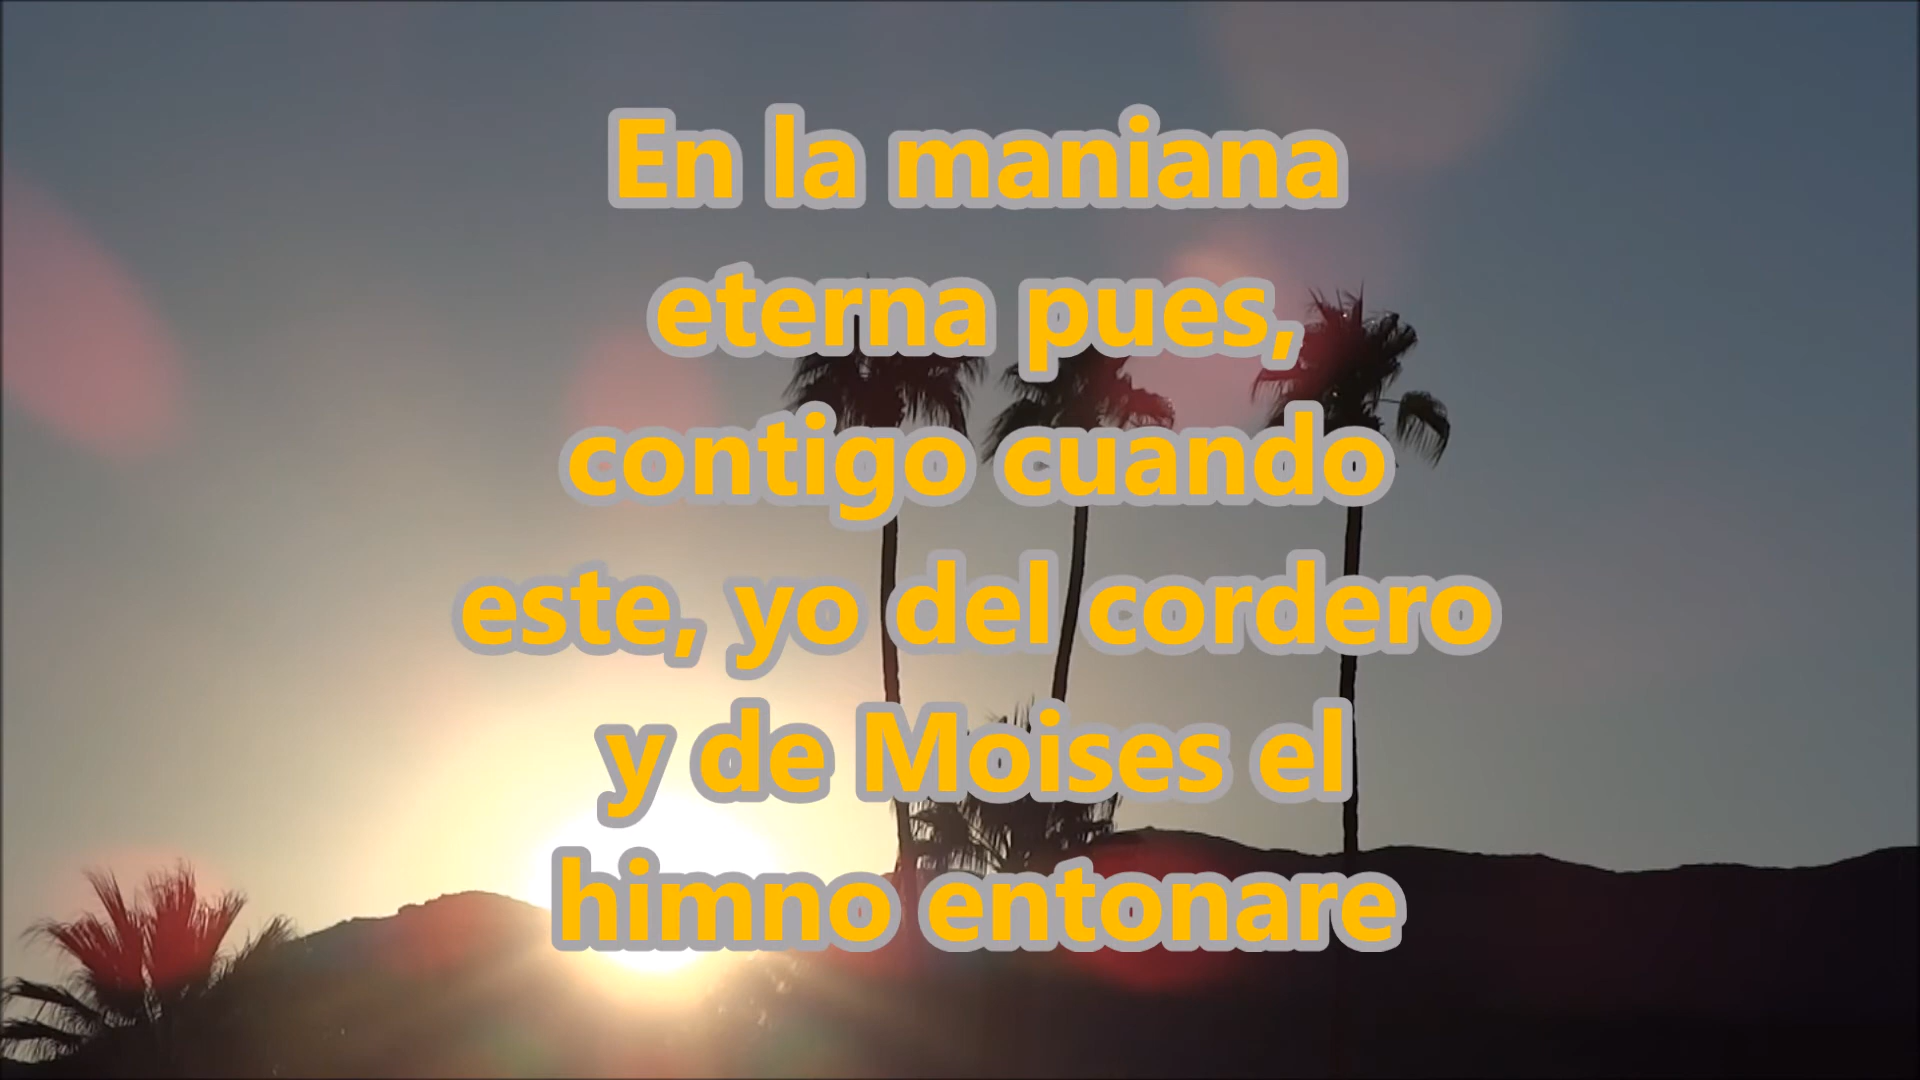 En la maniana
eterna pues,
contigo cuando
este, yo del cordero
y de Moises el
himno entonare